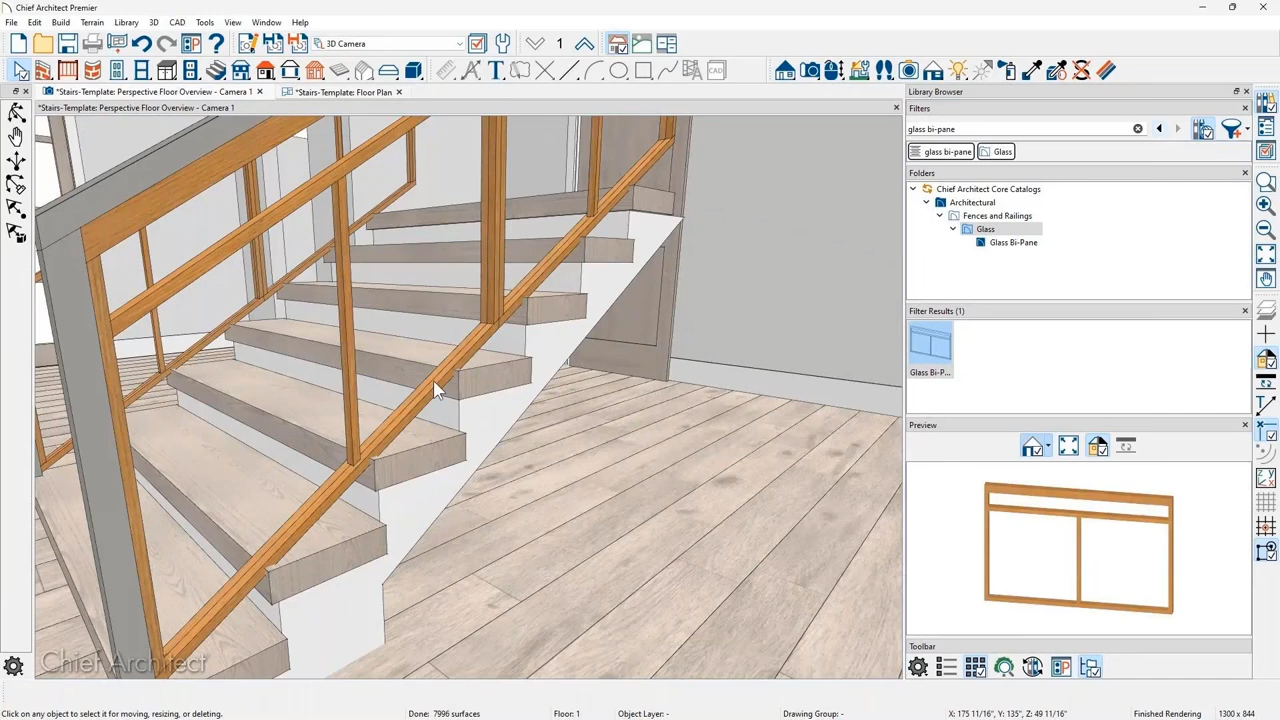 Chief Architect Premier
File Edit Build Terrain Library 3D CAD Tools View Window Help
1 3D Camera 1
*Stairs-Template: Perspective Floor Overview - Camera 1 *Stairs-Template: Floor Plan
*Stairs-Template: Perspective Floor Overview - Camera 1
Library Browser
Filters
glass bi-pane
glass bi-pane Glass
Folders
Chief Architect Core Catalogs
Architectural
Fences and Railings
Glass
Glass Bi-Pane
Filter Results (1)
Glass Bi-P...
Preview
Toolbar
Chief Architect
Click on any object to select it for moving, resizing, or deleting. Done: 7996 surfaces Floor: 1 Object Layer: - Drawing Group: - X: 175 11/16", Y: 135", Z: 49 11/16" Finished Rendering 1300 x 844